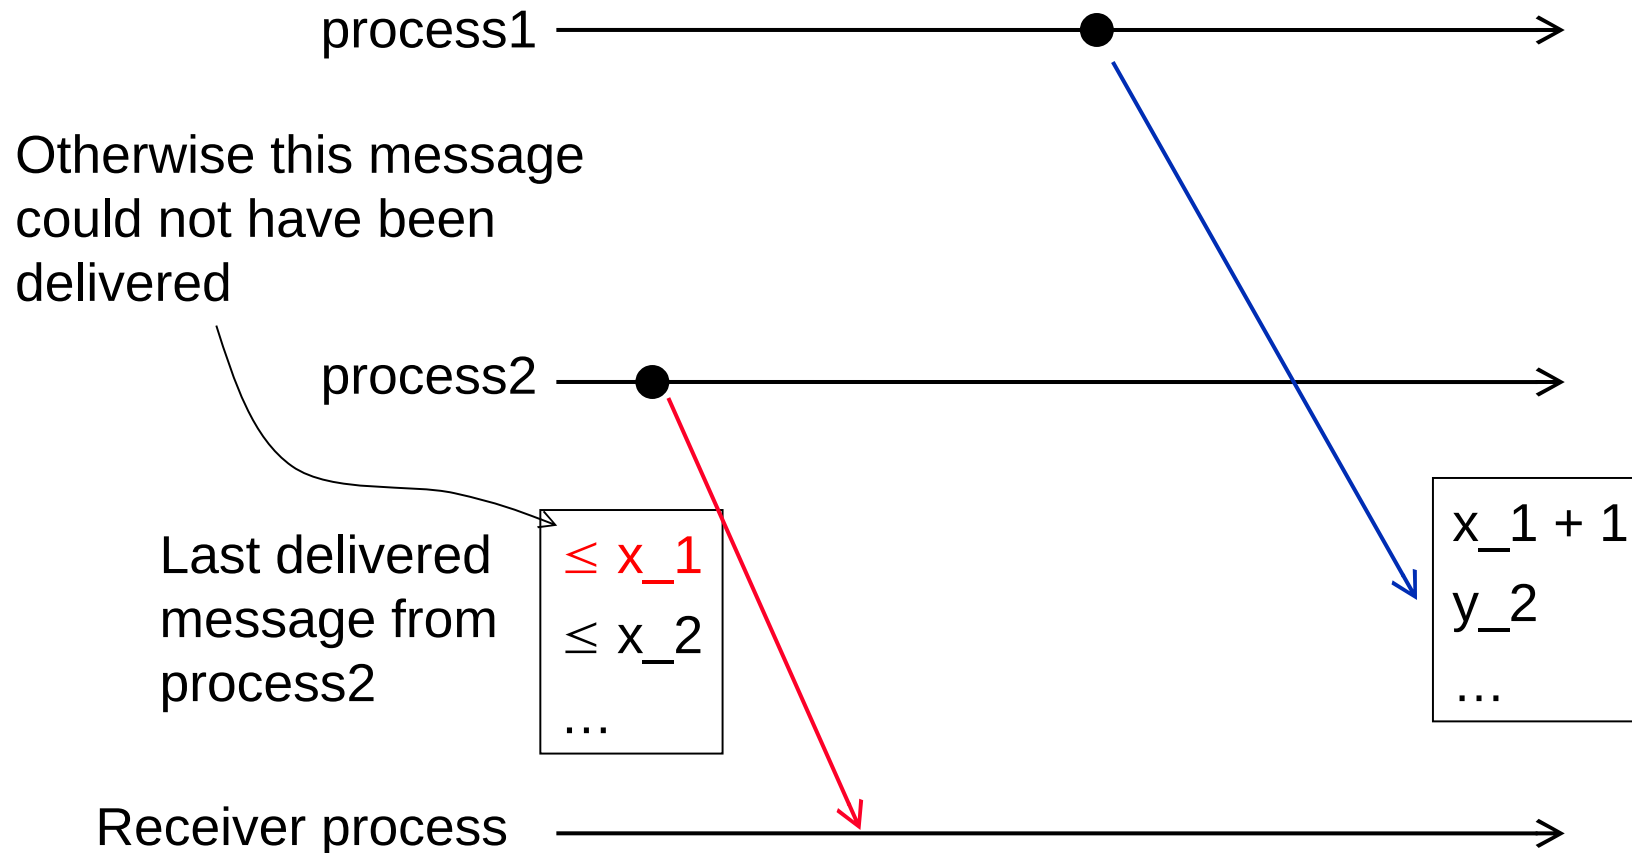 process1
Otherwise this message
could not have been
delivered
process2
Last delivered
message from
process2
≤ x_1
≤ x_2
…
x_1 + 1
y_2
…
Receiver process